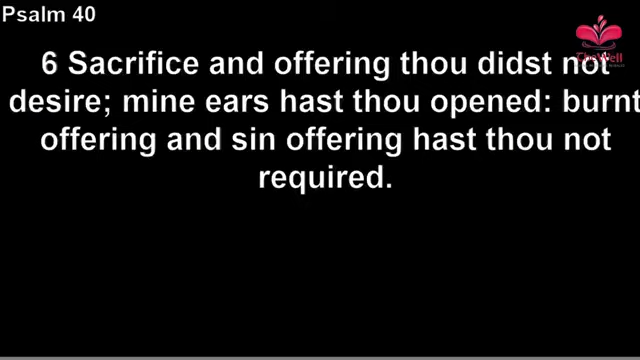 Psalm 40
TheWell
6 Sacrifice and offering thou didst not
desire; mine ears hast thou opened: burnt
offering and sin offering hast thou not
required.